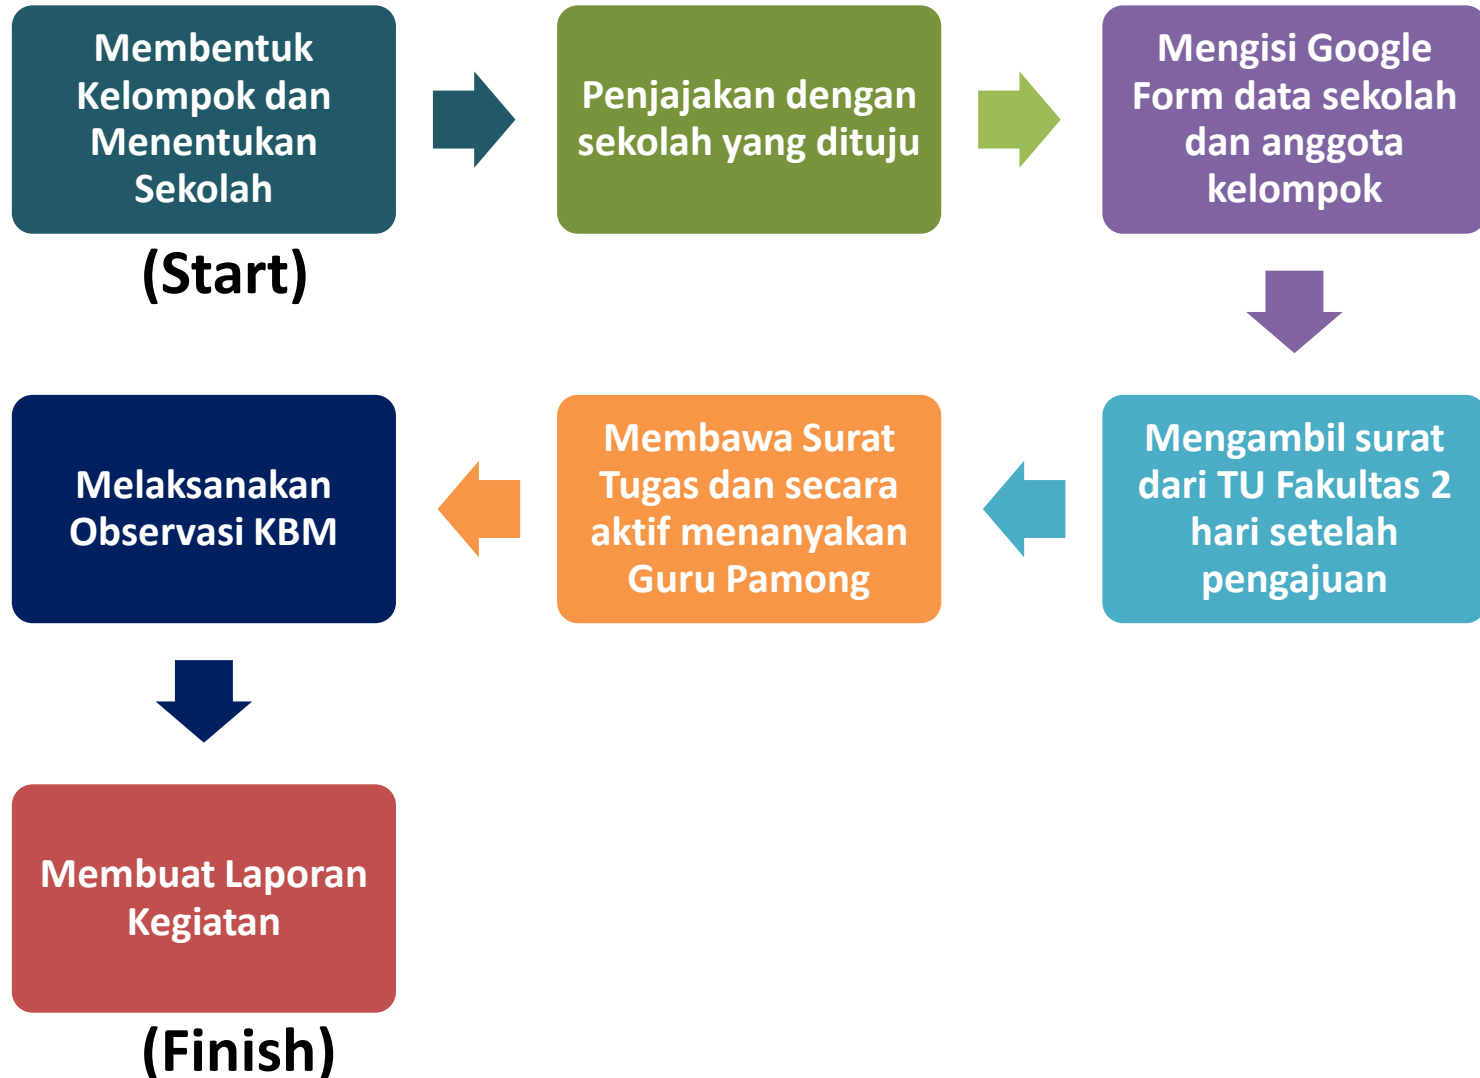 Membentuk
Kelompok dan
Menentukan
Sekolah
(Start)
Penjajakan dengan
sekolah yang dituju
Mengisi Google
Form data sekolah
dan anggota
kelompok
Mengambil surat
dari TU Fakultas 2
hari setelah
pengajuan
Membawa Surat
Tugas dan secara
aktif menanyakan
Guru Pamong
Melaksanakan
Observasi KBM
Membuat Laporan
Kegiatan
(Finish)